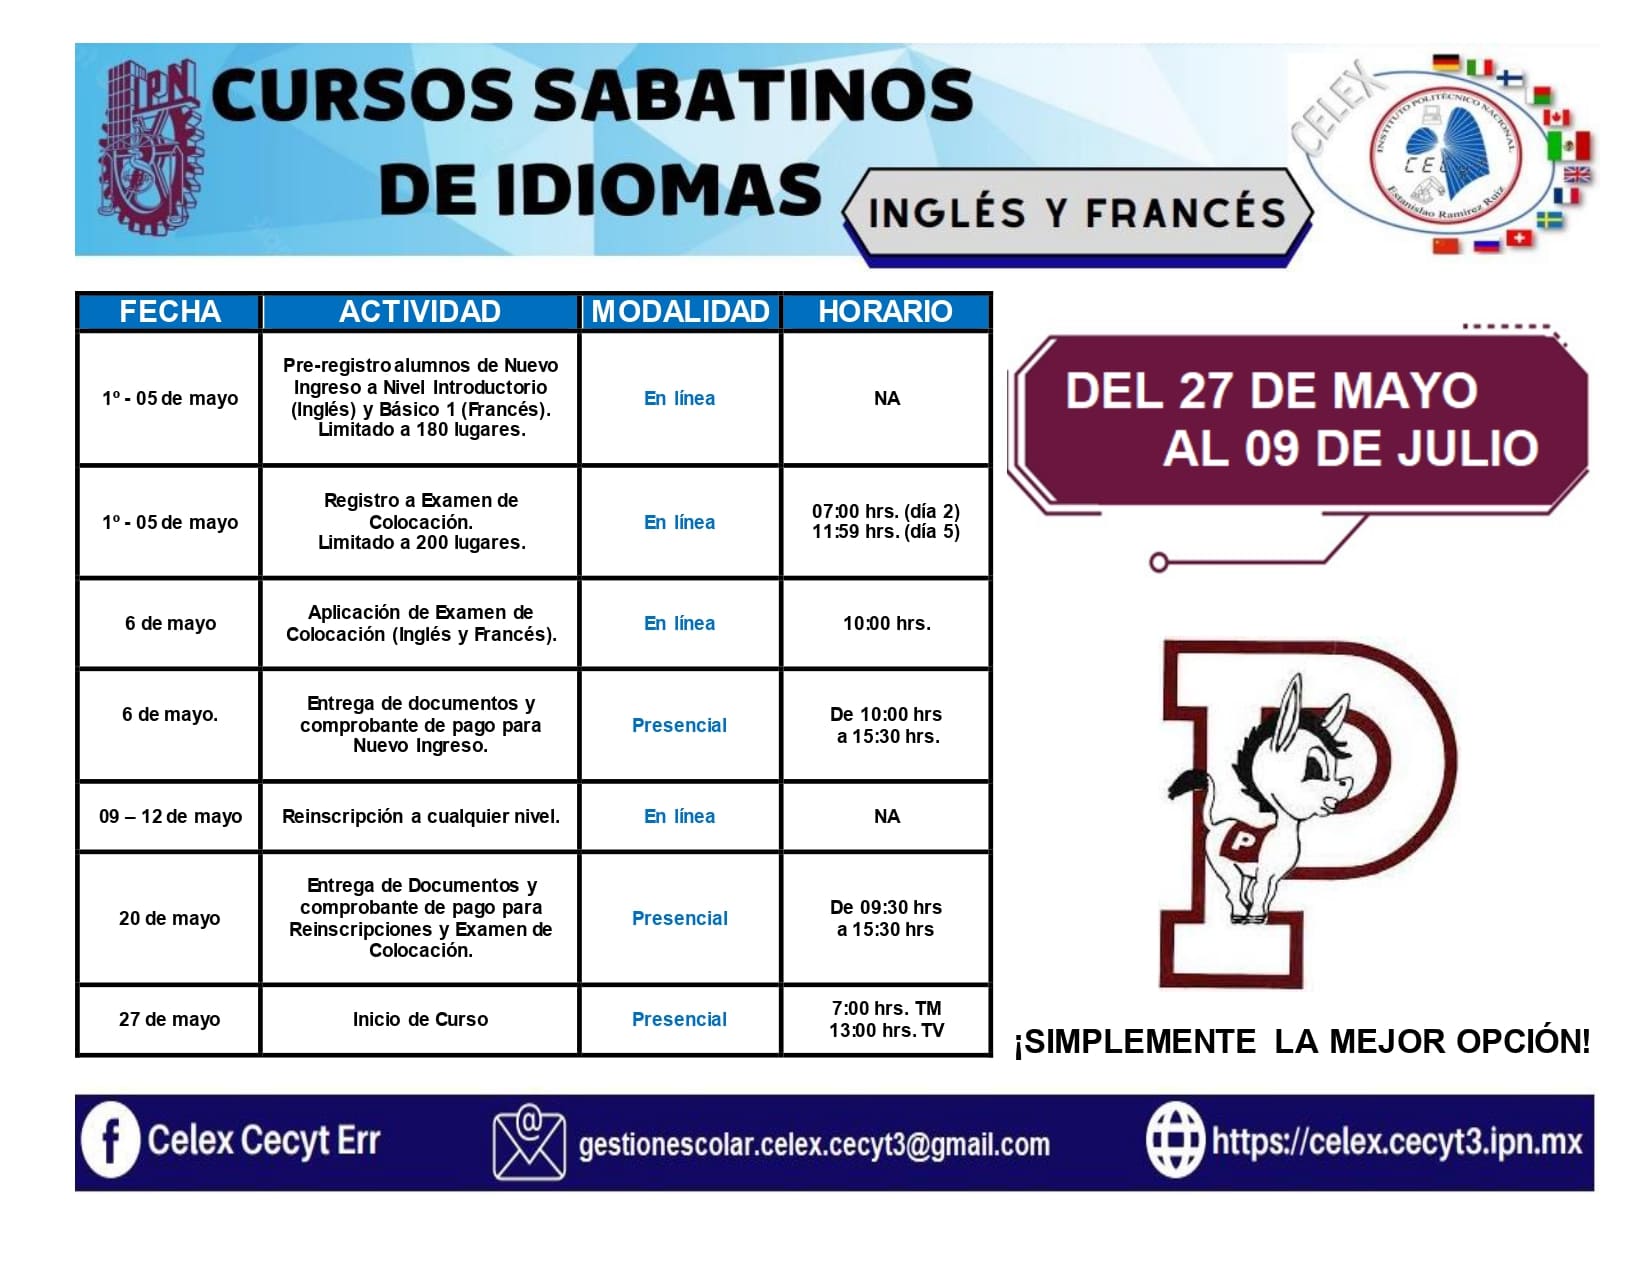 IPN
CURSOS SABATINOS
DE IDIOMAS
INGLÉS Y FRANCÉS
CELEX
INSTITUTO POLITÉCNICO NACIONAL
Estanislao Ramírez Ruiz
FECHA ACTIVIDAD MODALIDAD HORARIO
1º - 05 de mayo
Pre-registro alumnos de Nuevo
Ingreso a Nivel Introductorio
(Inglés) y Básico 1 (Francés).
Limitado a 180 lugares.
En línea
NA
1º - 05 de mayo
Registro a Examen de
Colocación.
Limitado a 200 lugares.
En línea
07:00 hrs. (día 2)
11:59 hrs. (día 5)
6 de mayo
Aplicación de Examen de
Colocación (Inglés y Francés).
En línea
10:00 hrs.
6 de mayo.
Entrega de documentos y
comprobante de pago para
Nuevo Ingreso.
Presencial
De 10:00 hrs
a 15:30 hrs.
09 – 12 de mayo
Reinscripción a cualquier nivel.
En línea
NA
20 de mayo
Entrega de Documentos y
comprobante de pago para
Reinscripciones y Examen de
Colocación.
Presencial
De 09:30 hrs
a 15:30 hrs
27 de mayo
Inicio de Curso
Presencial
7:00 hrs. TM
13:00 hrs. TV
DEL 27 DE MAYO
AL 09 DE JULIO
P
P
¡SIMPLEMENTE LA MEJOR OPCIÓN!
Celex Cecyt Err
gestionescolar.celex.cecyt3@gmail.com
https://celex.cecyt3.ipn.mx